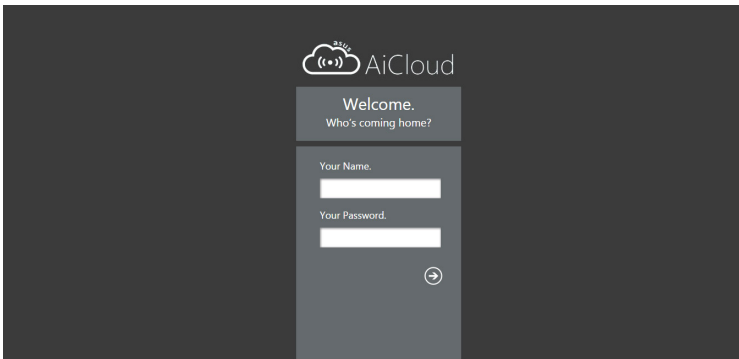 ASUS
AiCloud
Welcome.
Who's coming home?
Your Name.
Your Password.